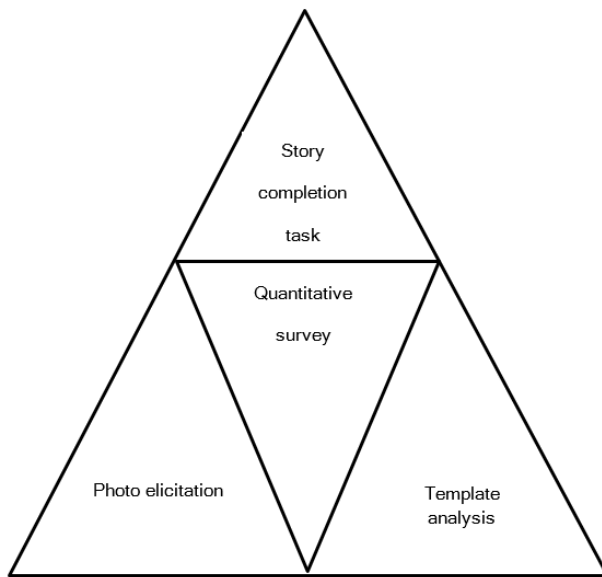 Story
completion
task
Quantitative
survey
Photo elicitation
Template
analysis